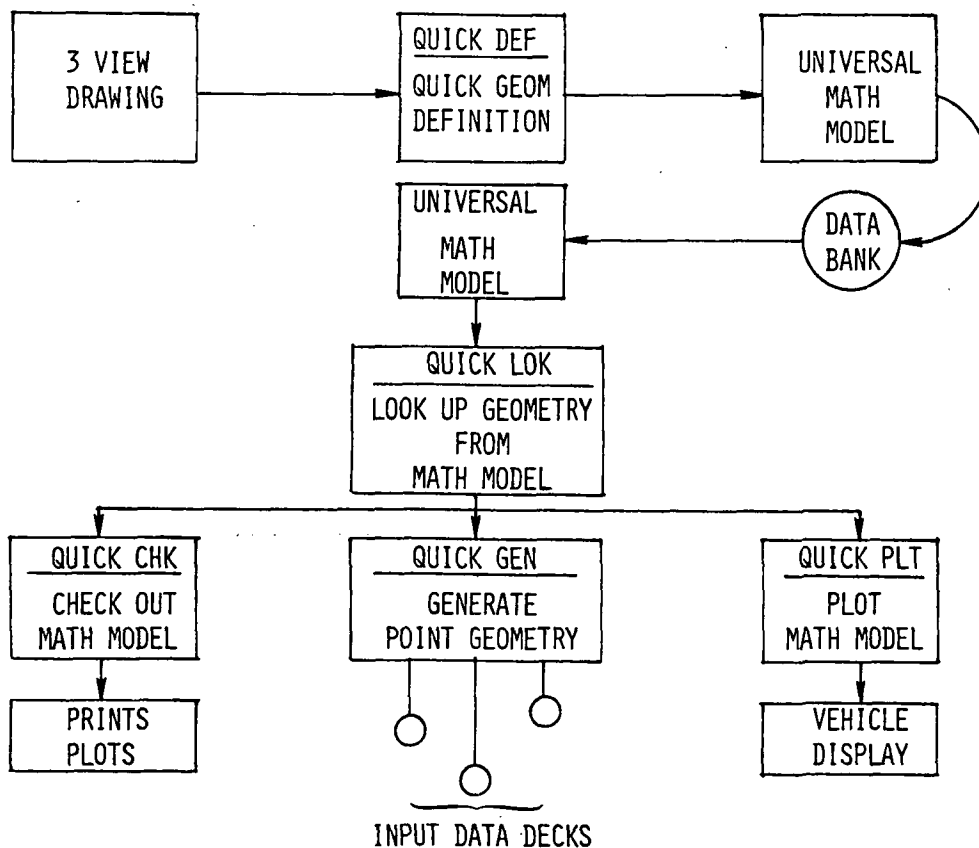 3 VIEW
DRAWING
QUICK DEF
QUICK GEOM
DEFINITION
UNIVERSAL
MATH
MODEL
UNIVERSAL
MATH
MODEL
DATA
BANK
QUICK LOK
LOOK UP GEOMETRY
FROM
MATH MODEL
QUICK CHK
CHECK OUT
MATH MODEL
QUICK GEN
GENERATE
POINT GEOMETRY
QUICK PLT
PLOT
MATH MODEL
PRINTS
PLOTS
VEHICLE
DISPLAY
INPUT DATA DECKS